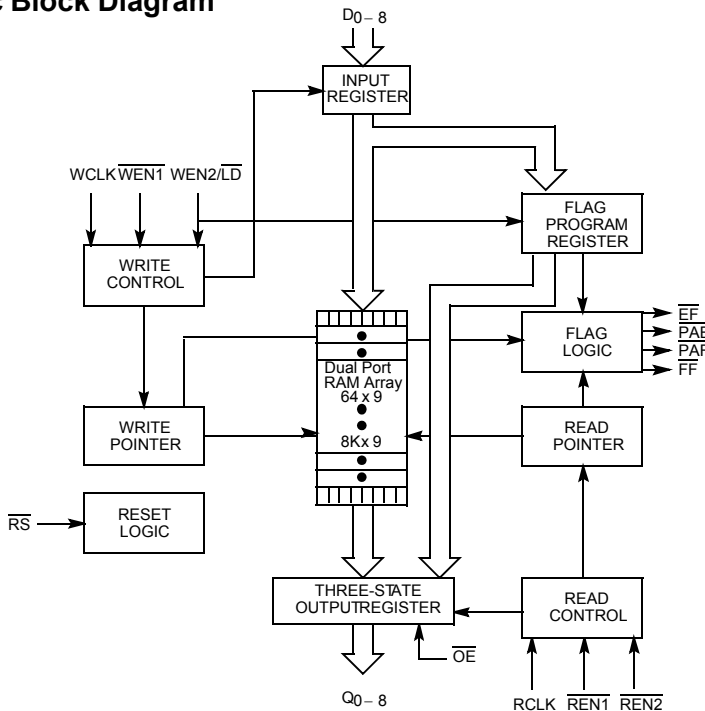 Block Diagram
D0 – 8
INPUT
REGISTER
WCLK WEN1 WEN2/LD
FLAG
PROGRAM
REGISTER
WRITE
CONTROL
EF
PAE
PAF
FF
FLAG
LOGIC
Dual Port
RAM Array
64 x 9
8K x 9
WRITE
POINTER
READ
POINTER
RS
RESET
LOGIC
THREE-STATE
OUTPUTREGISTER
READ
CONTROL
OE
Q0 – 8
RCLK REN1 REN2